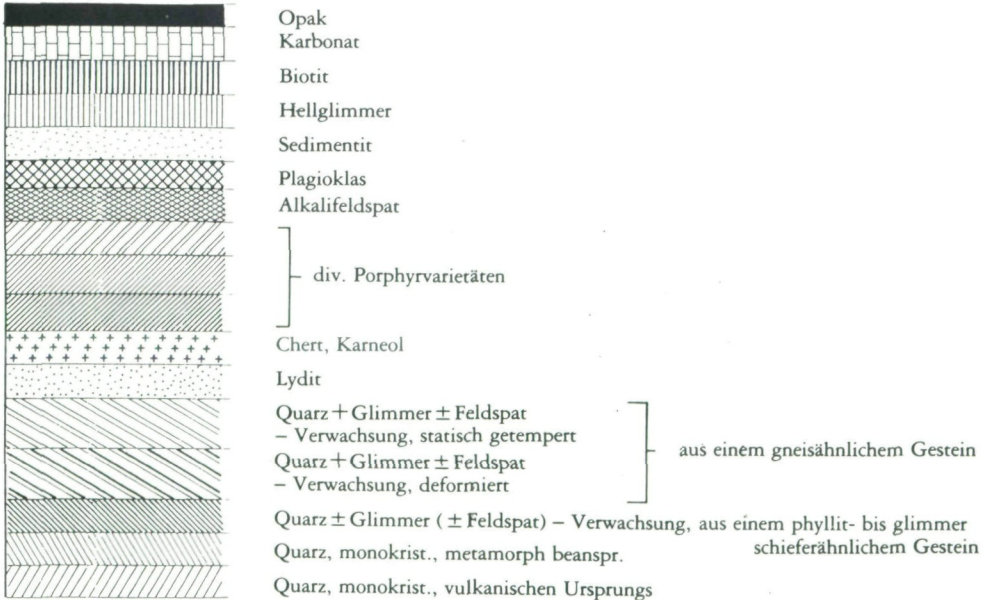 Opak
Karbonat
Biotit
Hellglimmer
Sedimentit
Plagioklas
Alkalifeldspat
div. Porphyrvarietäten
Chert, Karneol
Lydit
Quarz + Glimmer ± Feldspat
– Verwachsung, statisch getempert
Quarz + Glimmer ± Feldspat
– Verwachsung, deformiert
aus einem gneisähnlichem Gestein
Quarz ± Glimmer ( ± Feldspat) – Verwachsung, aus einem phyllit- bis glimmer
schieferähnlichem Gestein
Quarz, monokrist., metamorph beanspr.
Quarz, monokrist., vulkanischen Ursprungs